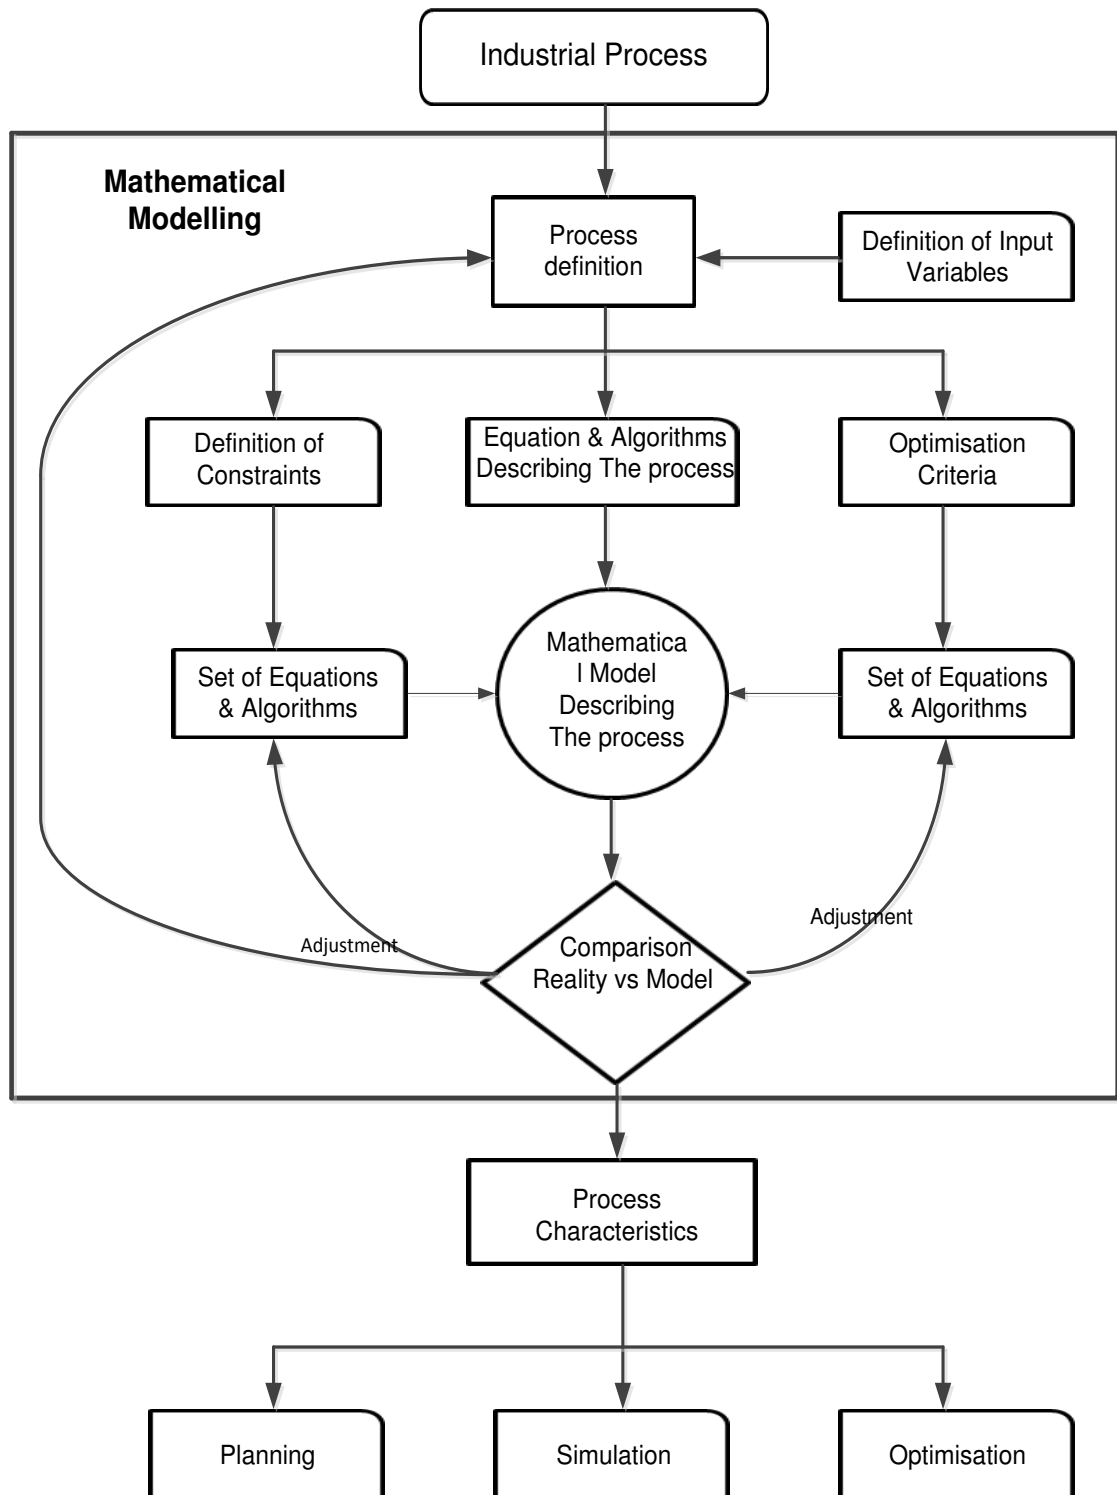 Industrial Process
Mathematical
Modelling
Process
definition
Definition of Input
Variables
Definition of
Constraints
Equation & Algorithms
Describing The process
Optimisation
Criteria
Set of Equations
& Algorithms
Mathematica
l Model
Describing
The process
Set of Equations
& Algorithms
Adjustment
Comparison
Reality vs Model
Adjustment
Process
Characteristics
Planning
Simulation
Optimisation